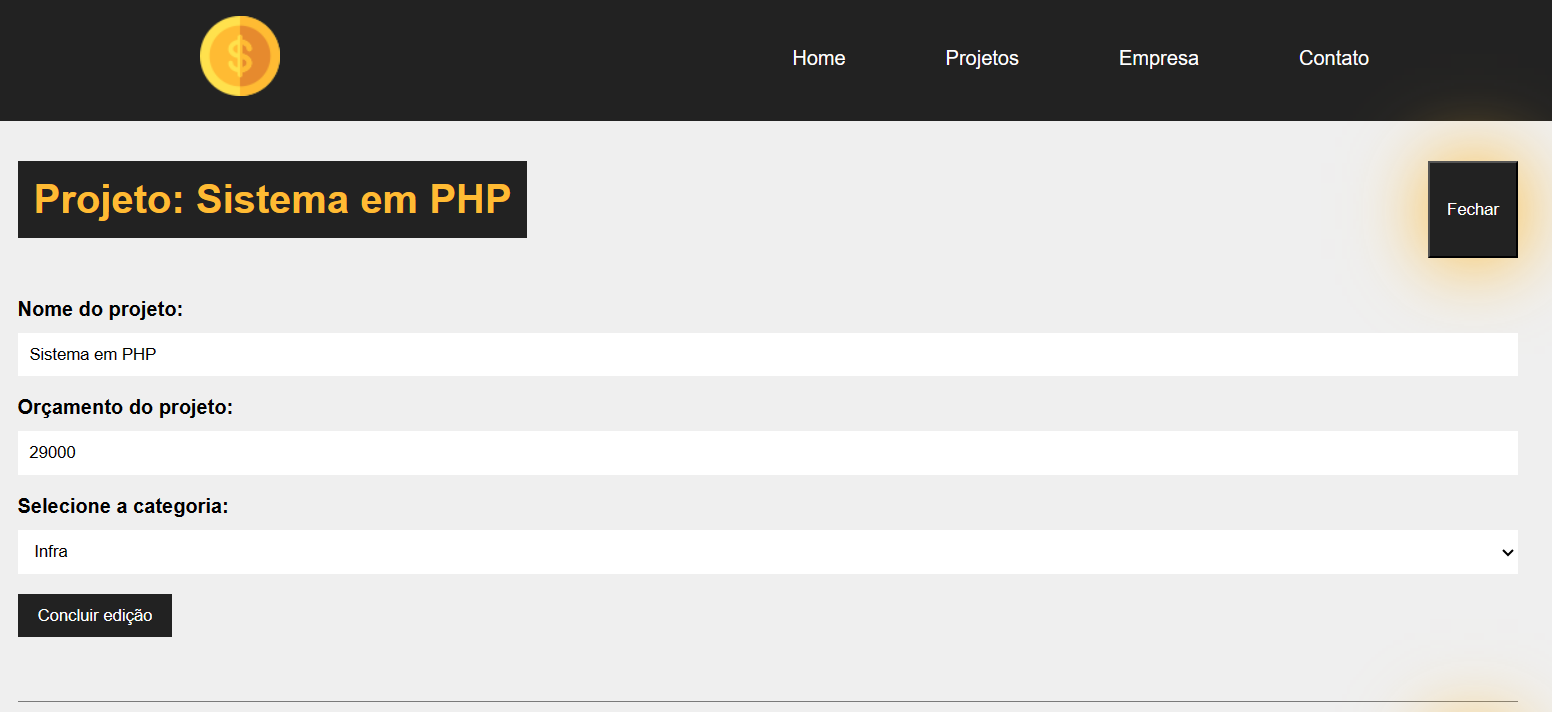 $
Home Projetos Empresa Contato
Projeto: Sistema em PHP
Fechar
Nome do projeto:
Sistema em PHP
Orçamento do projeto:
29000
Selecione a categoria:
Infra
Concluir edição